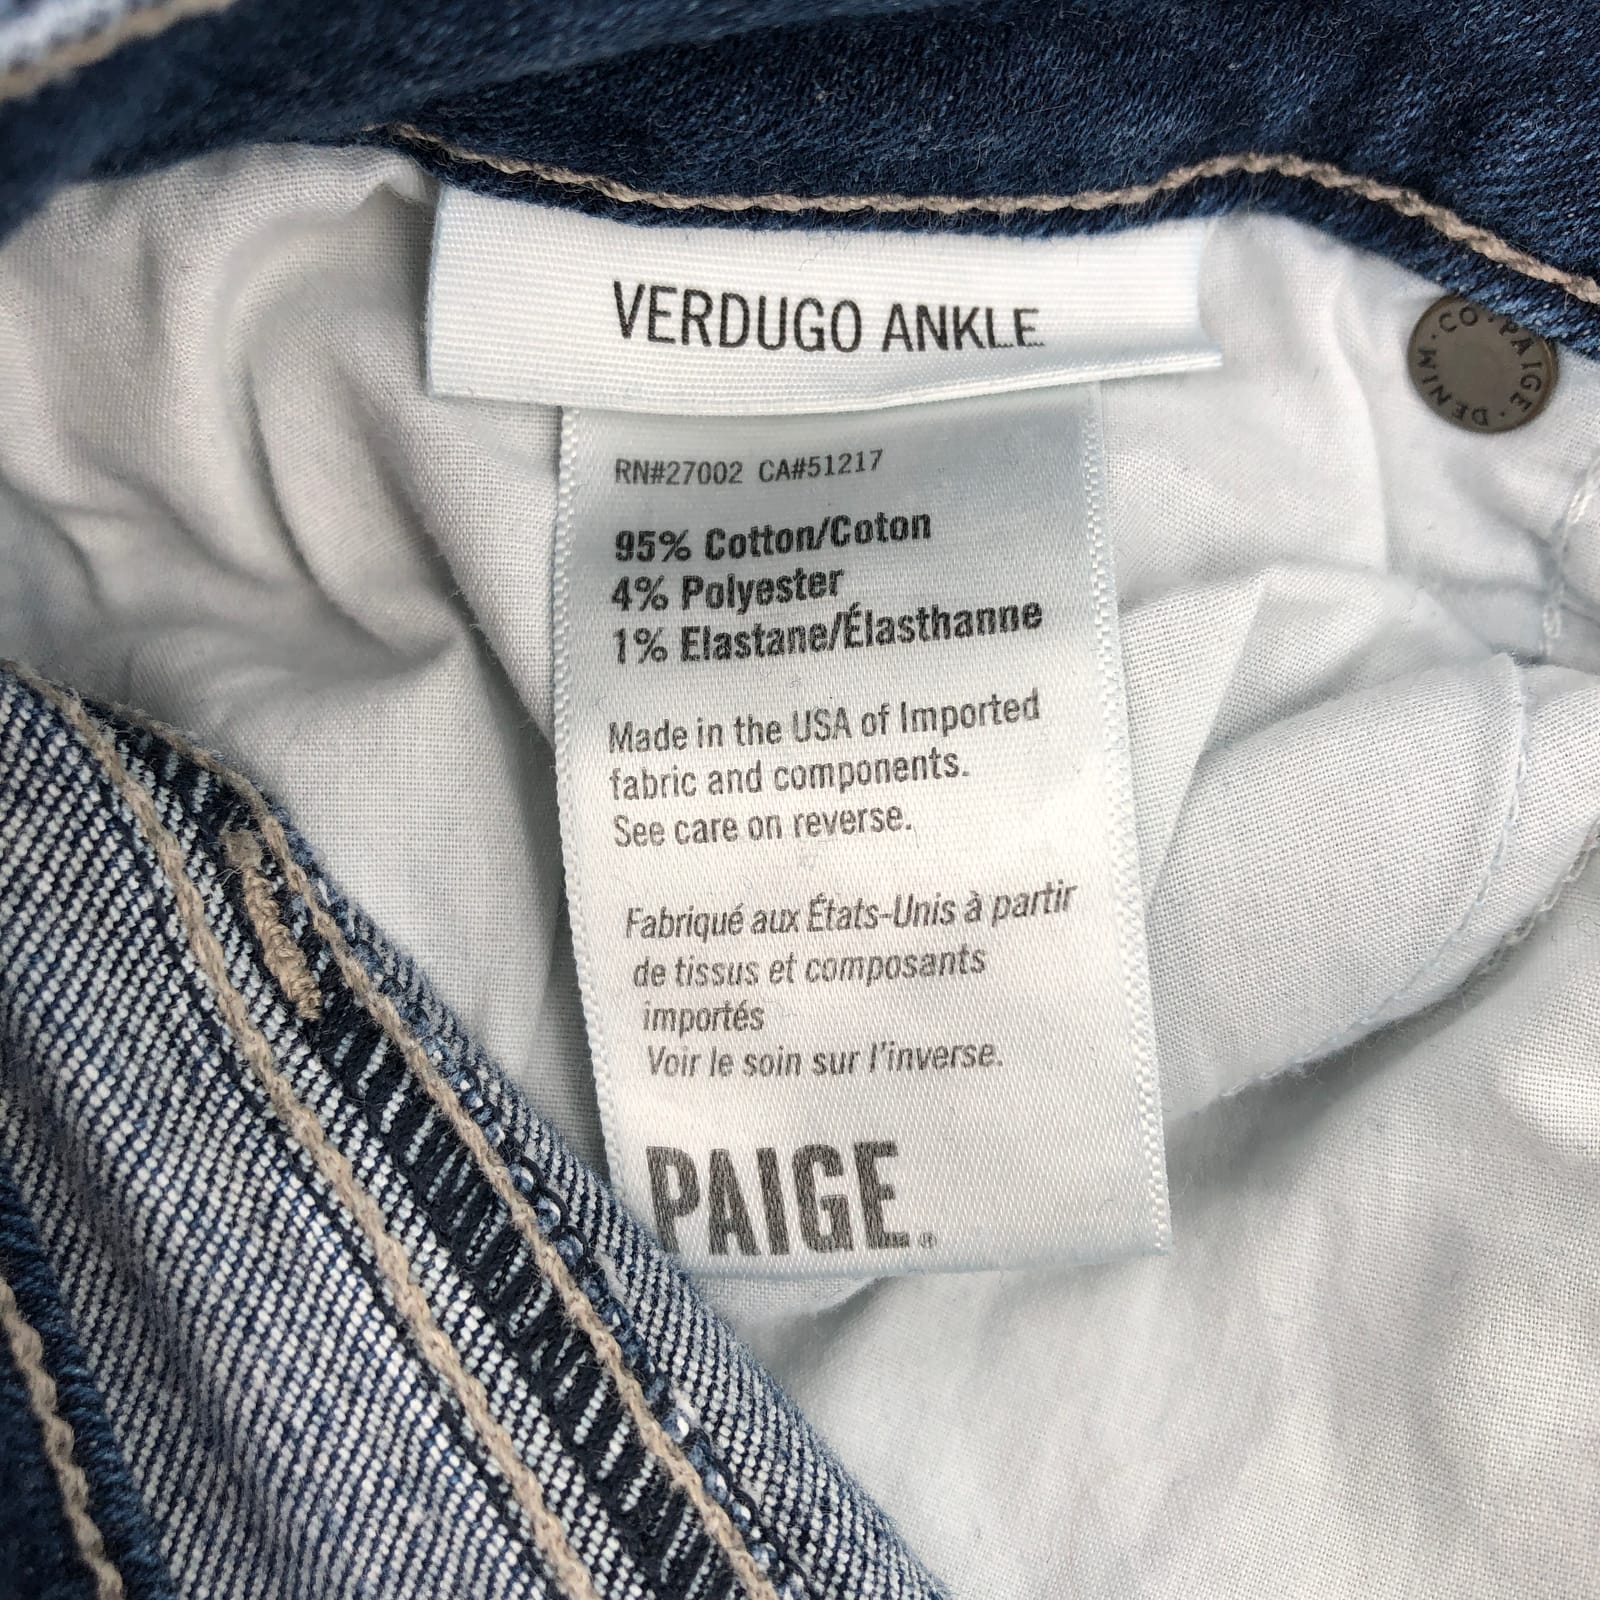 VERDUGO ANKLE
CO · PAIGE · DENIM ·
RN#27002 CA#51217
95% Cotton/Coton
4% Polyester
1% Elastane/Élasthanne
Made in the USA of Imported
fabric and components.
See care on reverse.
Fabriqué aux États-Unis à partir
de tissus et composants
importés
Voir le soin sur l'inverse.
PAIGE®